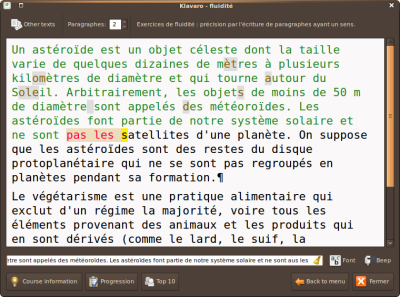 Klavaro - fluidité
Other texts Paragraphes: 2 Exercices de fluidité : précision par l'écriture de paragraphes ayant un sens.
Un astéroïde est un objet céleste dont la taille
varie de quelques dizaines de mètres à plusieurs
kilomètres de diamètre et qui tourne autour du
Soleil. Arbitrairement, les objets de moins de 50 m
de diamètre sont appelés des météoroïdes. Les
astéroïdes font partie de notre système solaire et
ne sont pas les satellites d'une planète. On suppose
que les astéroïdes sont des restes du disque
protoplanétaire qui ne se sont pas regroupés en
planètes pendant sa formation.¶
Le végétarisme est une pratique alimentaire qui
exclut d'un régime la majorité, voire tous les
éléments provenant des animaux et les produits qui
en sont dérivés (comme le lard, le suif, la
tre sont appelés des météoroïdes. Les astéroïdes font partie de notre système solaire et ne sont aus les Font Beep
Course information Progression Top 10 Back to menu Fermer